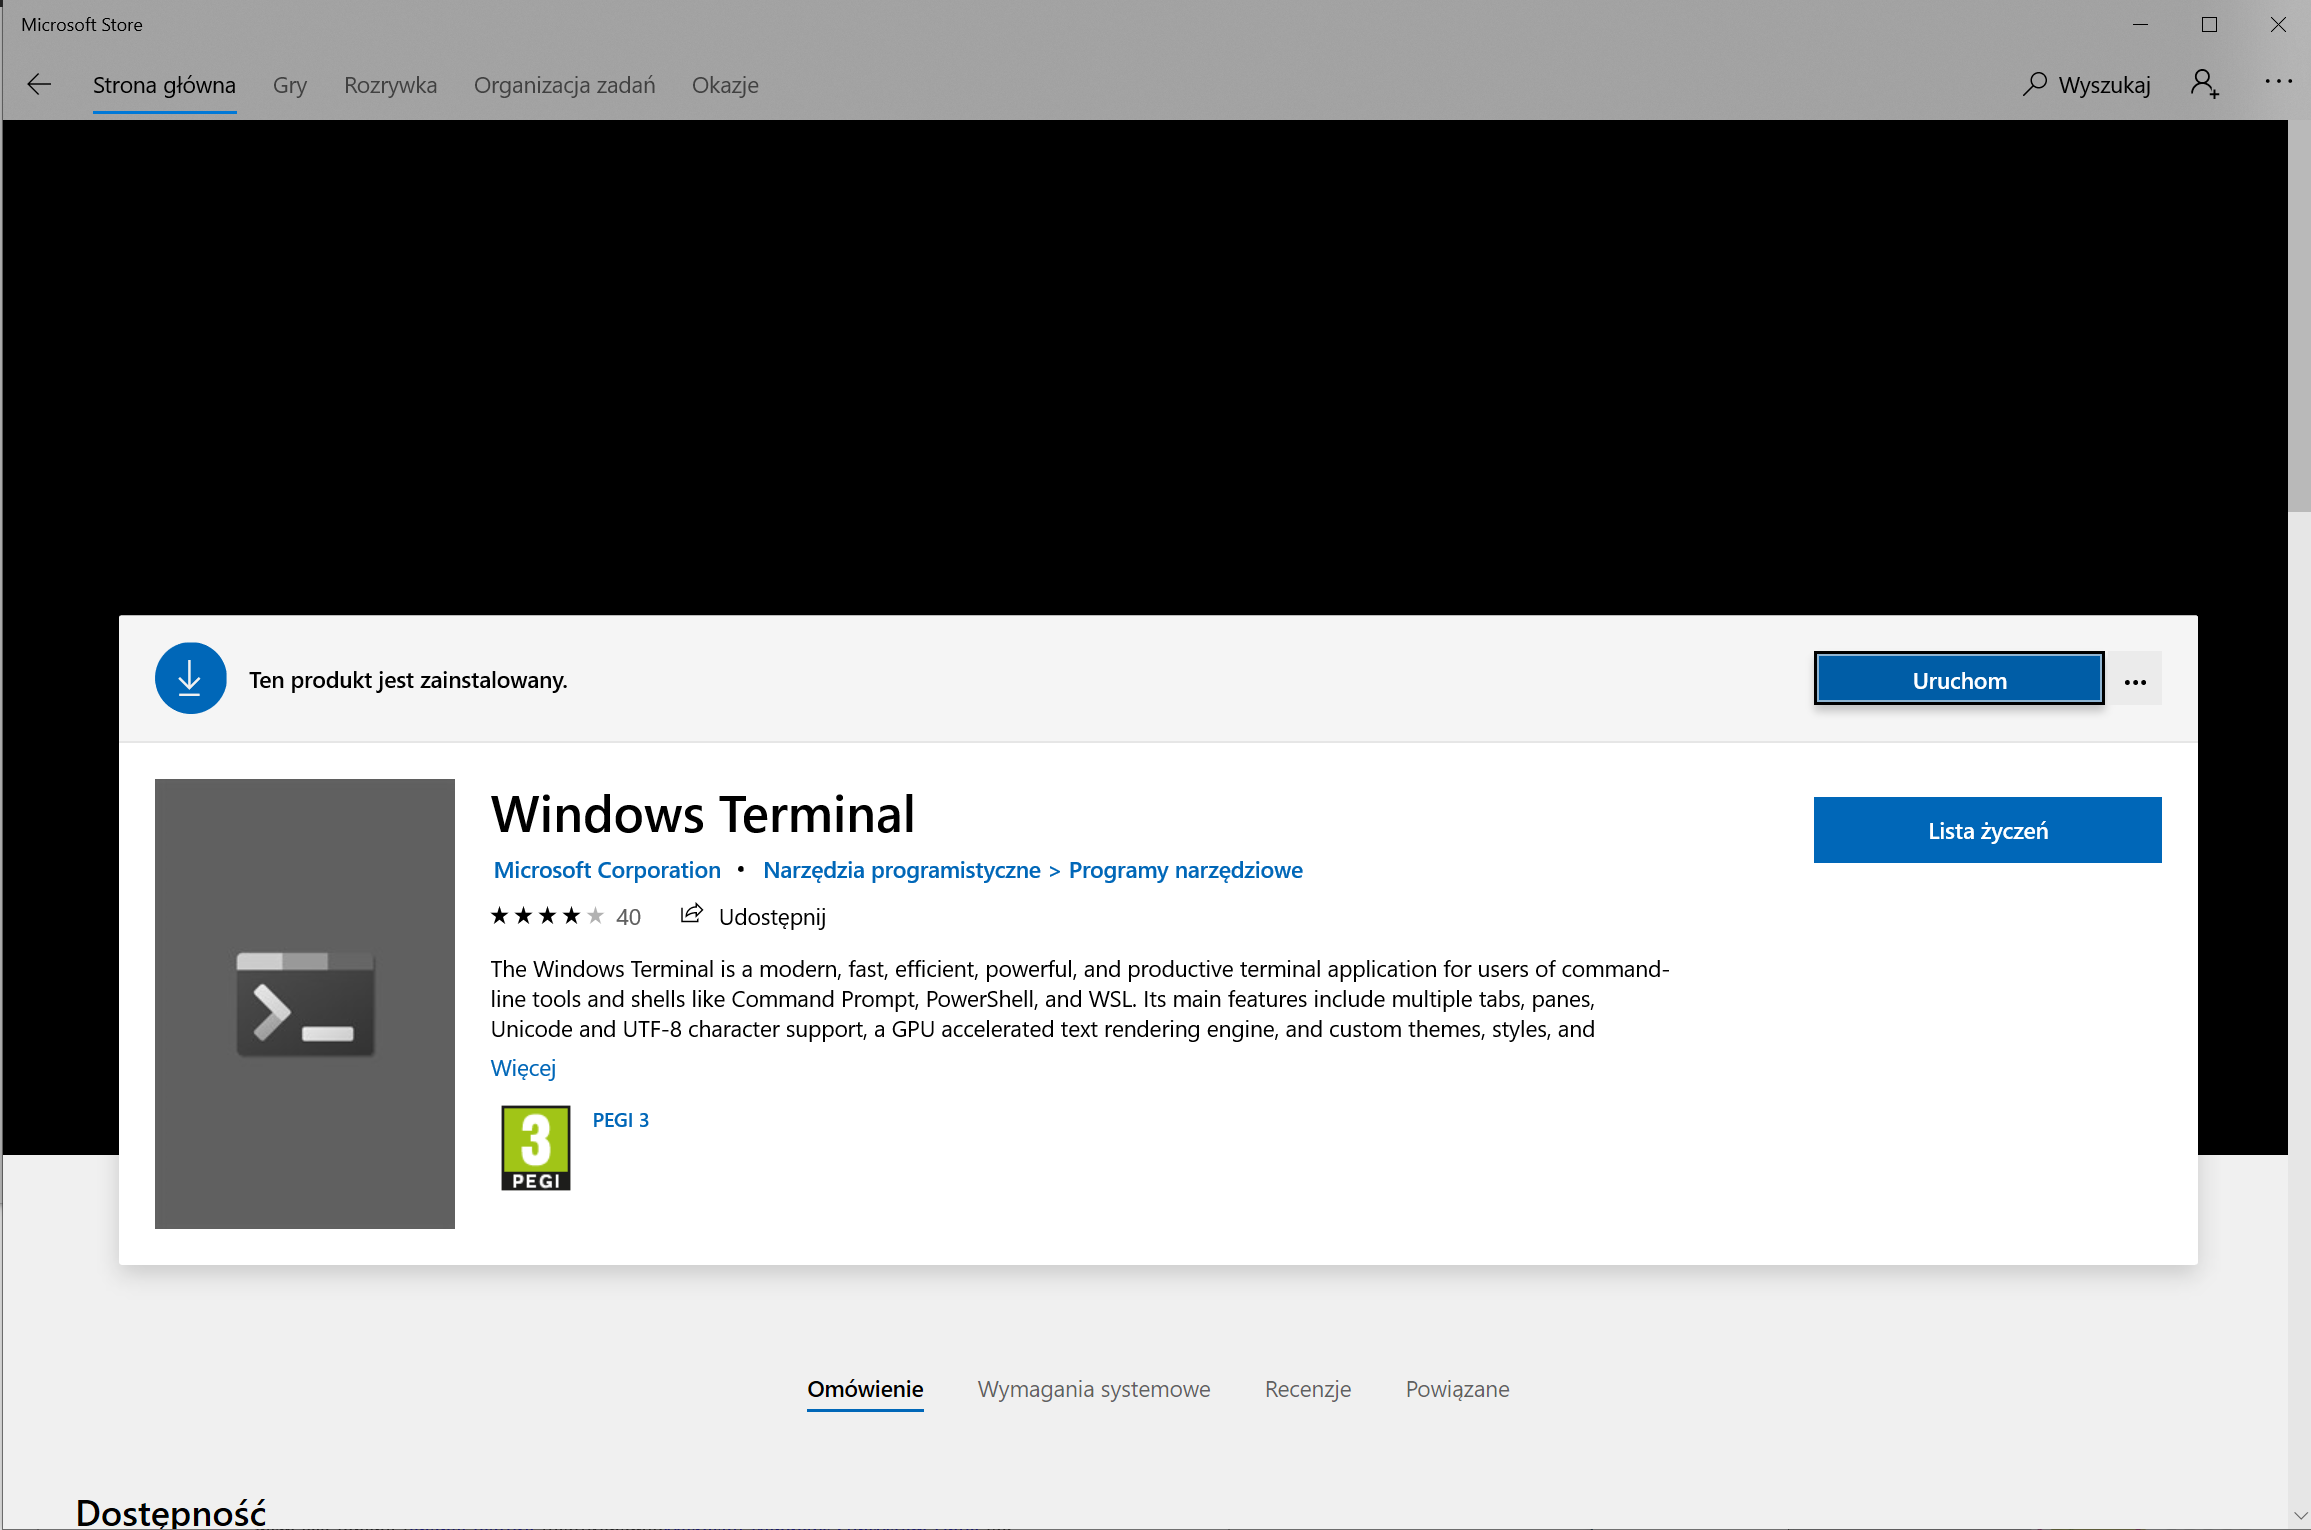 Microsoft Store
Strona główna Gry Rozrywka Organizacja zadań Okazje Wyszukaj
Ten produkt jest zainstalowany.
Uruchom
Windows Terminal
Lista życzeń
Microsoft Corporation • Narzędzia programistyczne > Programy narzędziowe
40 Udostępnij
The Windows Terminal is a modern, fast, efficient, powerful, and productive terminal application for users of command-
line tools and shells like Command Prompt, PowerShell, and WSL. Its main features include multiple tabs, panes,
Unicode and UTF-8 character support, a GPU accelerated text rendering engine, and custom themes, styles, and
Więcej
3
PEGI
PEGI 3
Omówienie Wymagania systemowe Recenzje Powiązane
Dostępność